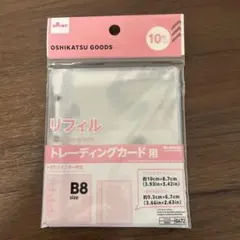 DAISO
10枚
OSHIKATSU GOODS
リフィル
トレーディングカード用
B8
size
約10cm×8.7cm
(3.93in×3.42in)
約9.3cm×6.7cm
(3.66in×2.63in)